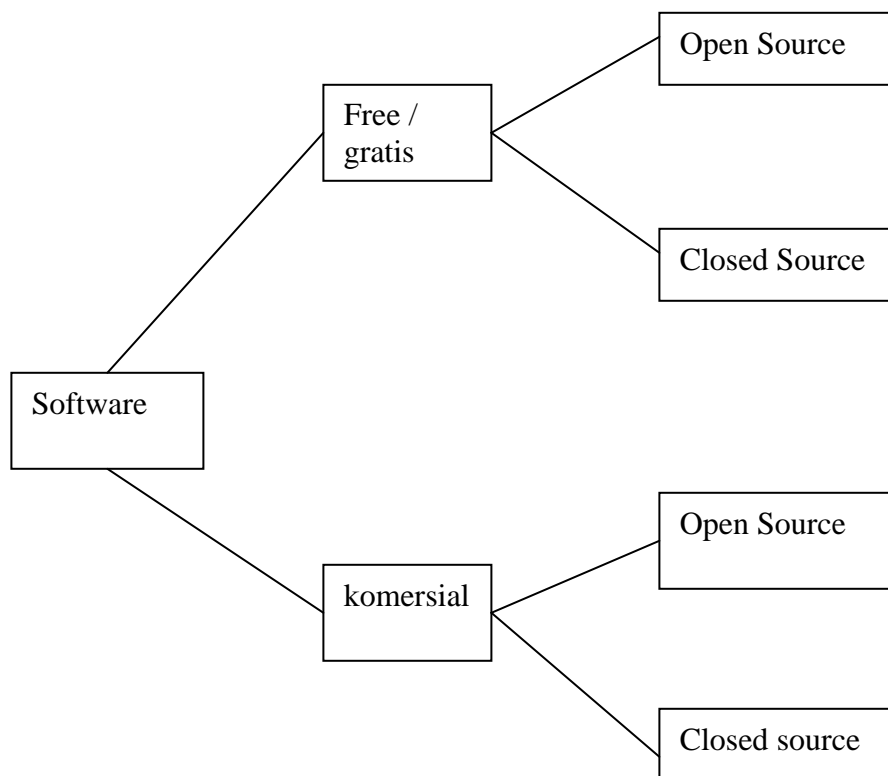 Open Source
Free /
gratis
Closed Source
Software
Open Source
komersial
Closed source